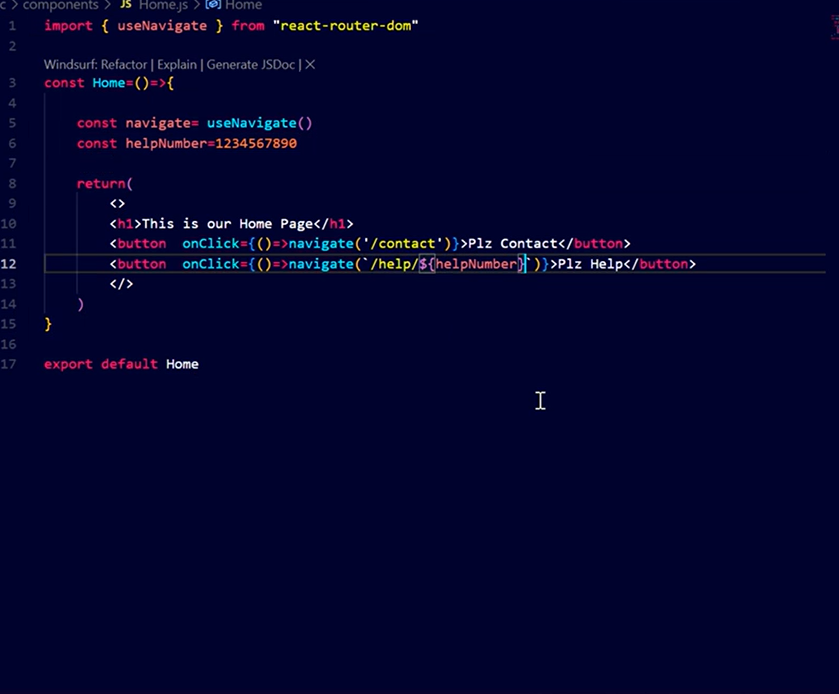 c > components > JS Home.js > Home
1 import { useNavigate } from "react-router-dom"
2
Windsurf: Refactor | Explain | Generate JSDoc | X
3 const Home=()=>{
4
5 const navigate= useNavigate()
6 const helpNumber=1234567890
7
8 return(
9 <>
10 <h1>This is our Home Page</h1>
11 <button  onClick={()=>navigate('/contact')}>Plz Contact</button>
12 <button  onClick={()=>navigate(`/help/${helpNumber}`)}>Plz Help</button>
13 </>
14 )
15 }
16
17 export default Home